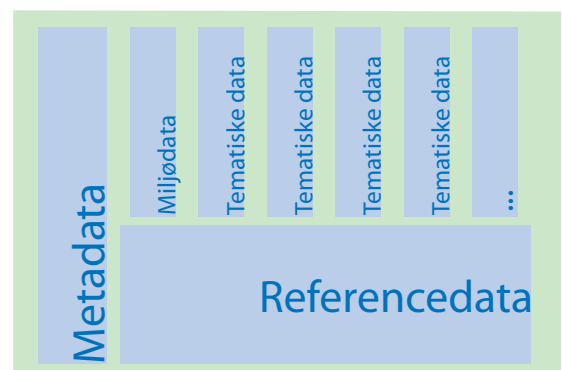 Metadata
Miljødata
Tematiske data
Tematiske data
Tematiske data
Tematiske data
...
Referencedata